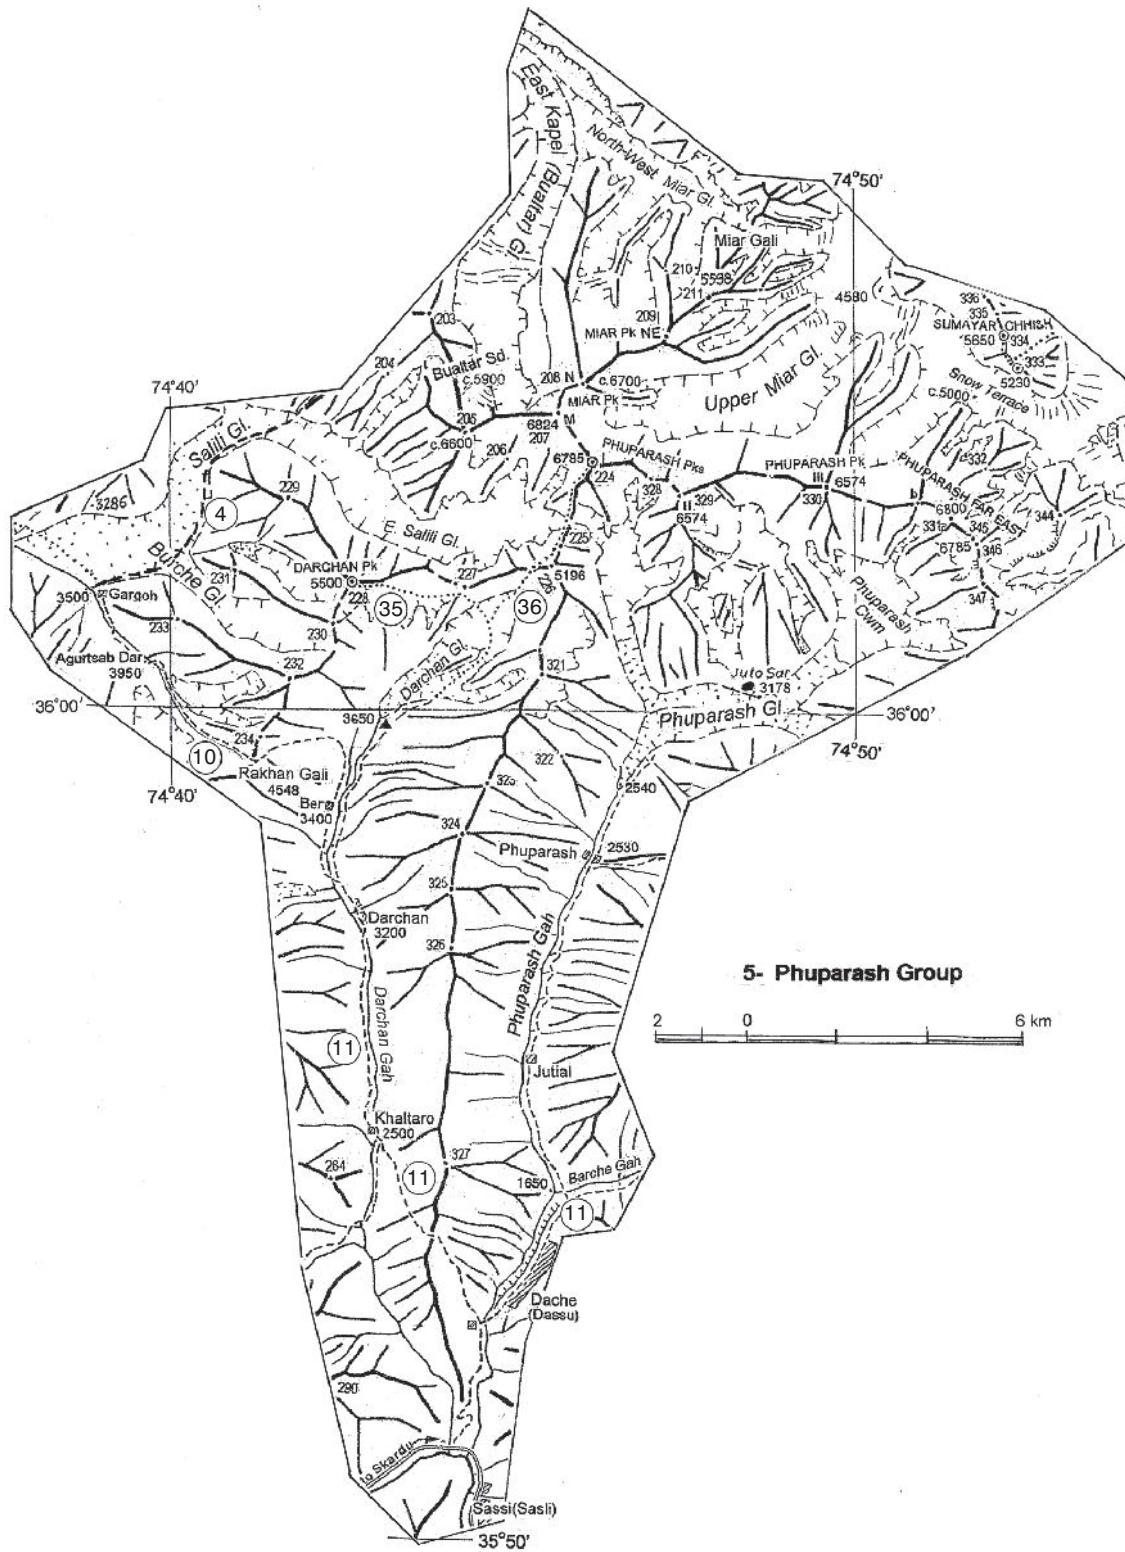 East Kapel
(Bualtar) G.
North-West Miar Gl.
74°50'
Miar Gali
210
5598
211
4580
336
335
SUMAYAR CHHISH
5650
334
333
5230
203
209
MIAR Pk NE
204
Bualtar Sd.
c.5900
74°40'
208 N
c.6700
MIAR Pk
M
Upper Miar Gl.
Snow Terrace
c.5000
205
c.6600
206
6824
207
Salili Gl.
6785
224
PHUPARASH Pks
328
II
329
6574
PHUPARASH Pk
III
6574
330
PHUPARASH FAR EAST
332
6800
331
345
344
6785
346
347
3286
229
4
E. Salili Gl.
225
Burche Gl.
231
DARCHAN Pk
5500
228
227
5196
226
35
36
3500
Gargoh
233
230
Phuparash
Cwm
Agurtsab Dar
3950
232
Darchan Gl.
321
Juto Sar
3178
36°00'
3650
Phuparash Gl.
36°00'
74°50'
234
10
Rakhan Gali
4548
322
323
2540
74°40'
Ber
3400
324
Phuparash
2530
325
Darchan
3200
326
Phuparash Gah
5- Phuparash Group
2
0
6 km
Darchan Gah
11
Jutial
Khaltaro
2500
264
327
11
Barche Gah
1650
11
Dache
(Dassu)
290
to Skardu
Sassi(Sasli)
35°50'